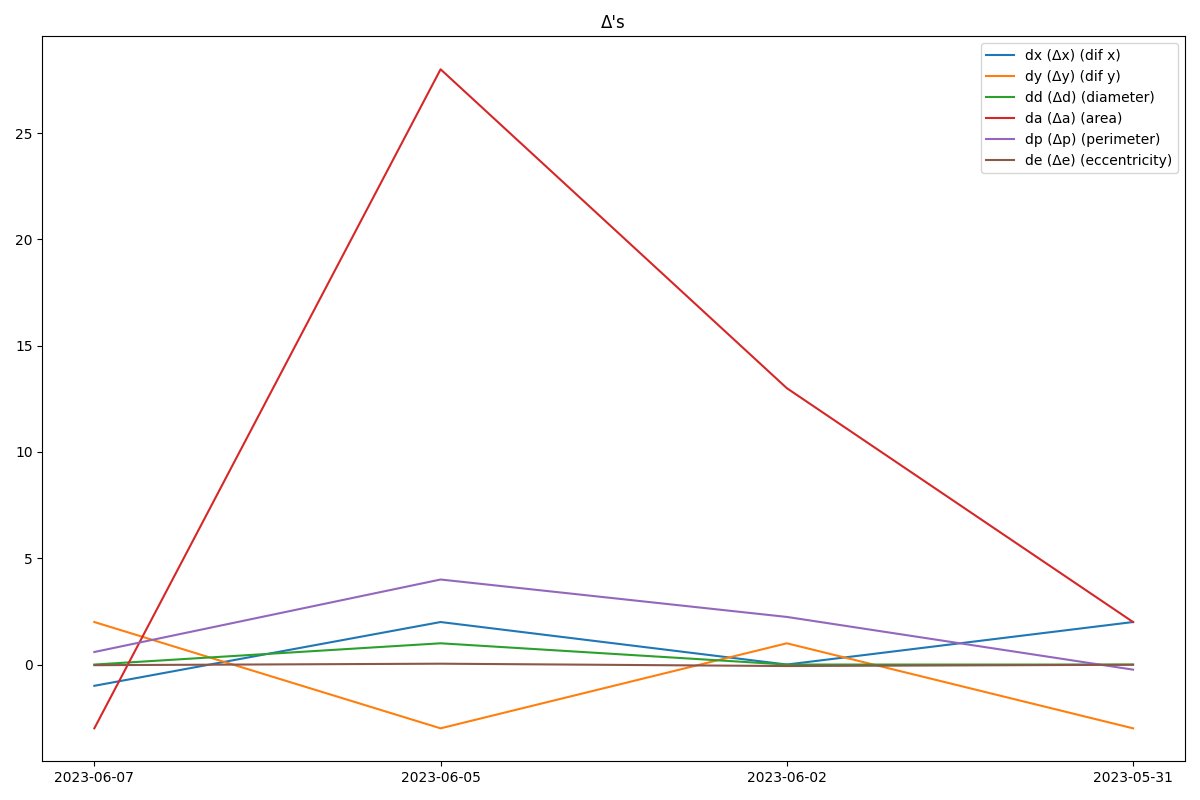 Δ's
dx (Δx) (dif x)
dy (Δy) (dif y)
dd (Δd) (diameter)
da (Δa) (area)
dp (Δp) (perimeter)
de (Δe) (eccentricity)
25
20
15
10
5
0
2023-06-07 2023-06-05 2023-06-02 2023-05-31